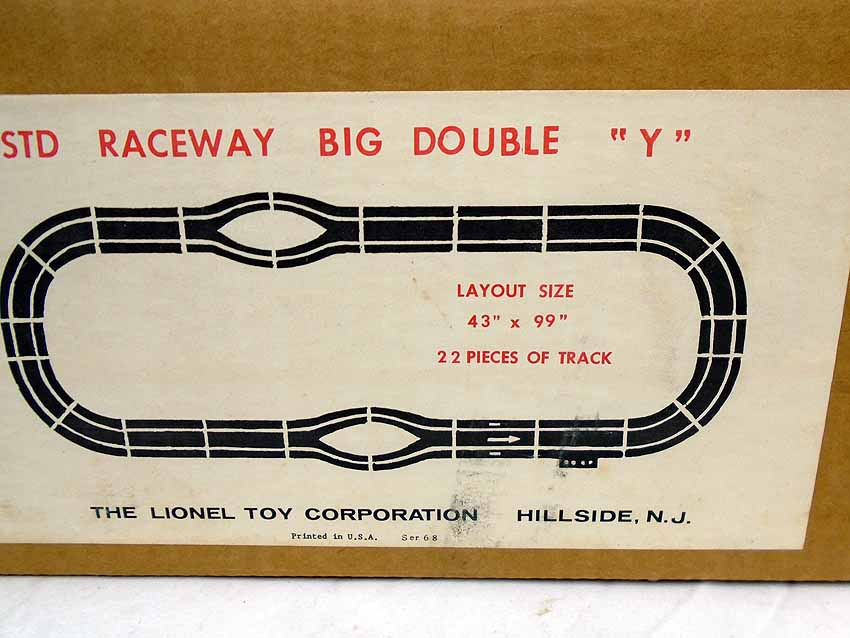 STD RACEWAY BIG DOUBLE "Y"
LAYOUT SIZE
43" x 99"
22 PIECES OF TRACK
THE LIONEL TOY CORPORATION HILLSIDE, N.J.
Printed in U.S.A. Ser 68